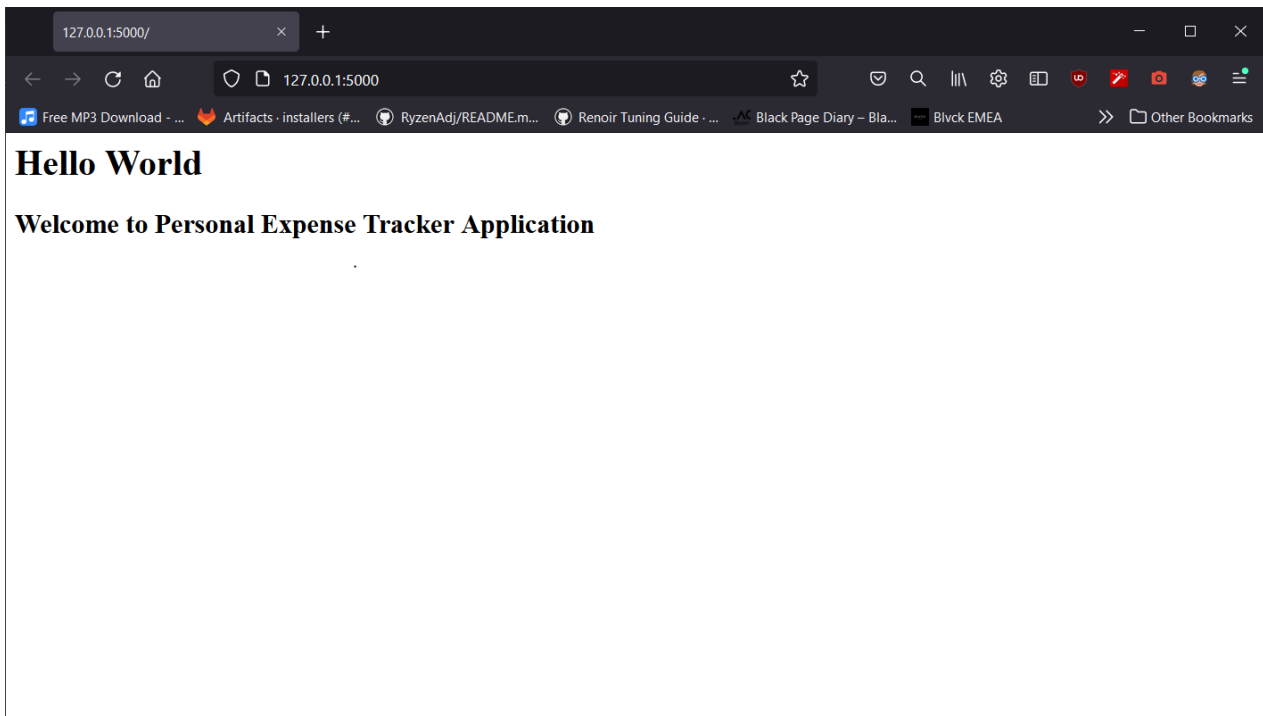 127.0.0.1:5000/
127.0.0.1:5000
Free MP3 Download - ...
Artifacts · installers (#...
RyzenAdj/README.m...
Renoir Tuning Guide · ...
Black Page Diary – Bla...
Blvck EMEA
Other Bookmarks
Hello World
Welcome to Personal Expense Tracker Application
.